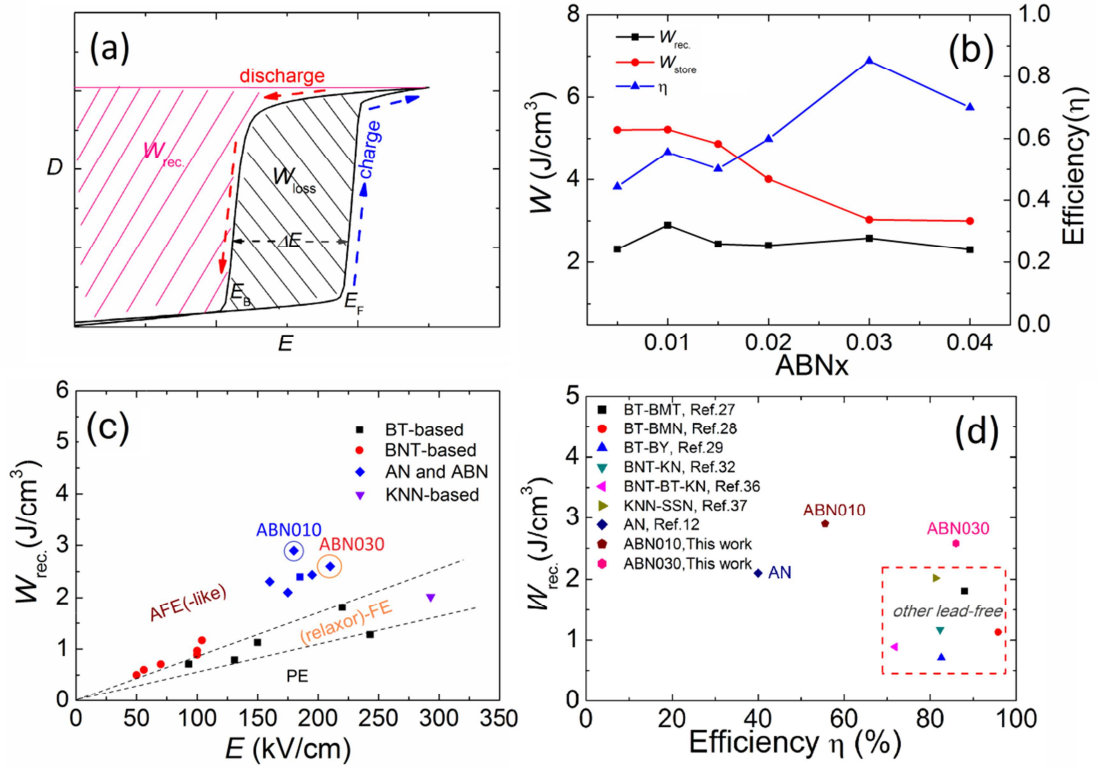 (a)
discharge
charge
W rec.
W loss
ΔE
E B
E F
D
E
(b)
W rec.
W store
η
8
6
4
2
W (J/cm³)
1.0
0.8
0.6
0.4
0.2
0.0
Efficiency(η)
0.01 0.02 0.03 0.04
ABNx
(c)
BT-based
BNT-based
AN and ABN
KNN-based
ABN010
ABN030
AFE(-like)
(relaxor)-FE
PE
6
5
4
3
2
1
0
W rec. (J/cm³)
0 50 100 150 200 250 300 350
E (kV/cm)
(d)
BT-BMT, Ref.27
BT-BMN, Ref.28
BT-BY, Ref.29
BNT-KN, Ref.32
BNT-BT-KN, Ref.36
KNN-SSN, Ref.37
AN, Ref.12
ABN010,This work
ABN030,This work
ABN010
ABN030
AN
other lead-free
5
4
3
2
1
0
W rec. (J/cm³)
0 20 40 60 80 100
Efficiency η (%)